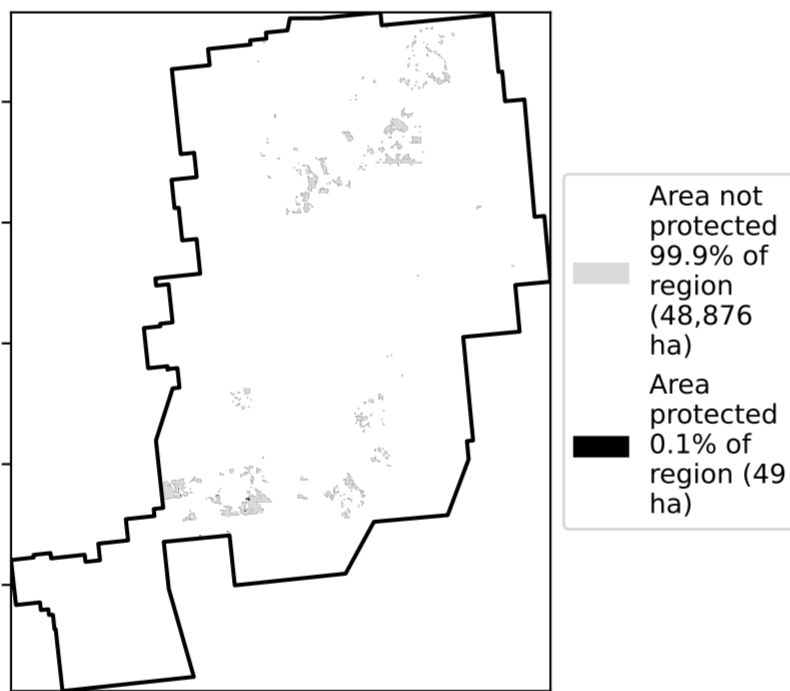 Area not
protected
99.9% of
region
(48,876
ha)
Area
protected
0.1% of
region (49
ha)